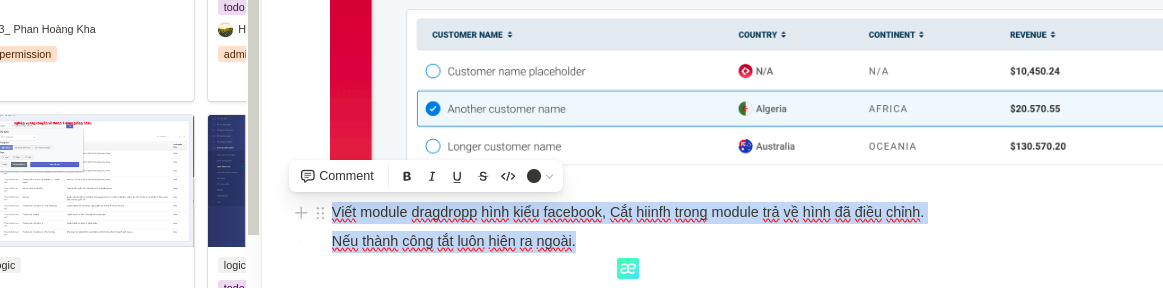 todo
3_ Phan Hoàng Kha
H
permission
admi
CUSTOMER NAME COUNTRY CONTINENT REVENUE
Customer name placeholder N/A N/A $10,450.24
Another customer name Algeria AFRICA $20.570.55
Longer customer name Australia OCEANIA $130.570.20
Comment B I U S </>
Viết module dragdropp hình kiểu facebook, Cắt hiinfh trong module trả về hình đã điều chỉnh.
Nếu thành công tắt luôn hiện ra ngoài.
æ
ogic
logic
todo